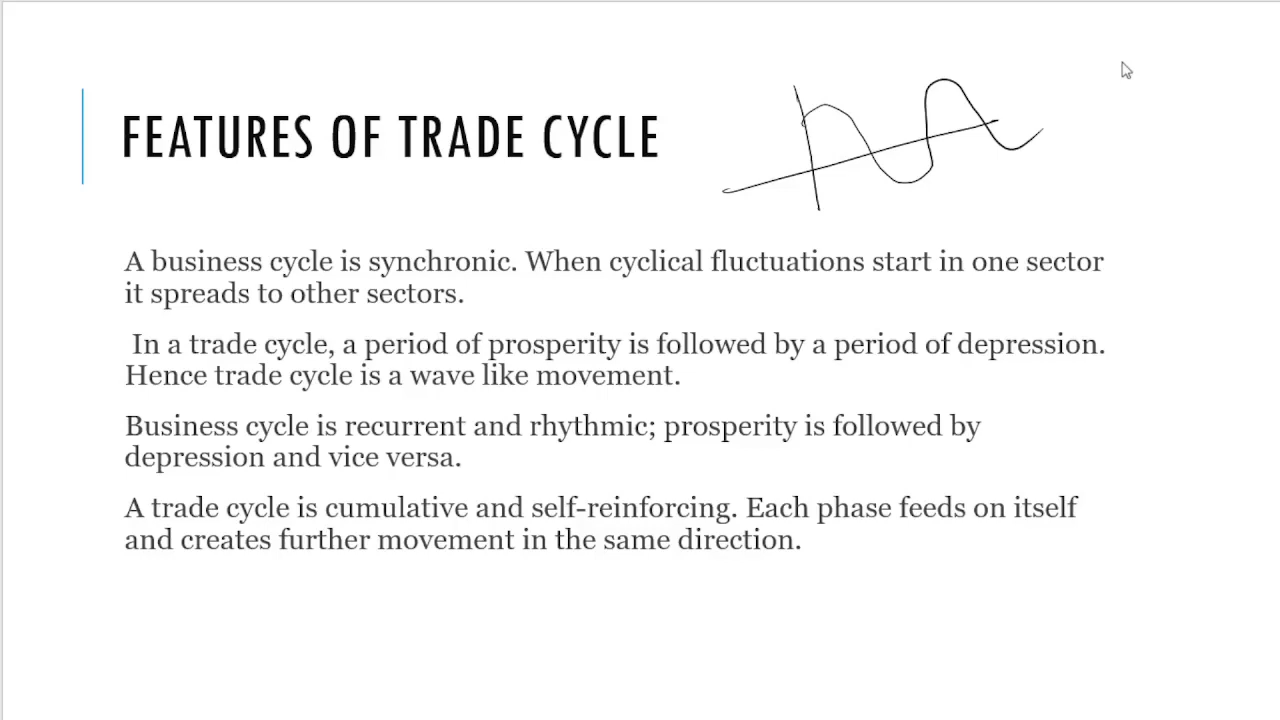 FEATURES OF TRADE CYCLE
A business cycle is synchronic. When cyclical fluctuations start in one sector
it spreads to other sectors.
In a trade cycle, a period of prosperity is followed by a period of depression.
Hence trade cycle is a wave like movement.
Business cycle is recurrent and rhythmic; prosperity is followed by
depression and vice versa.
A trade cycle is cumulative and self-reinforcing. Each phase feeds on itself
and creates further movement in the same direction.